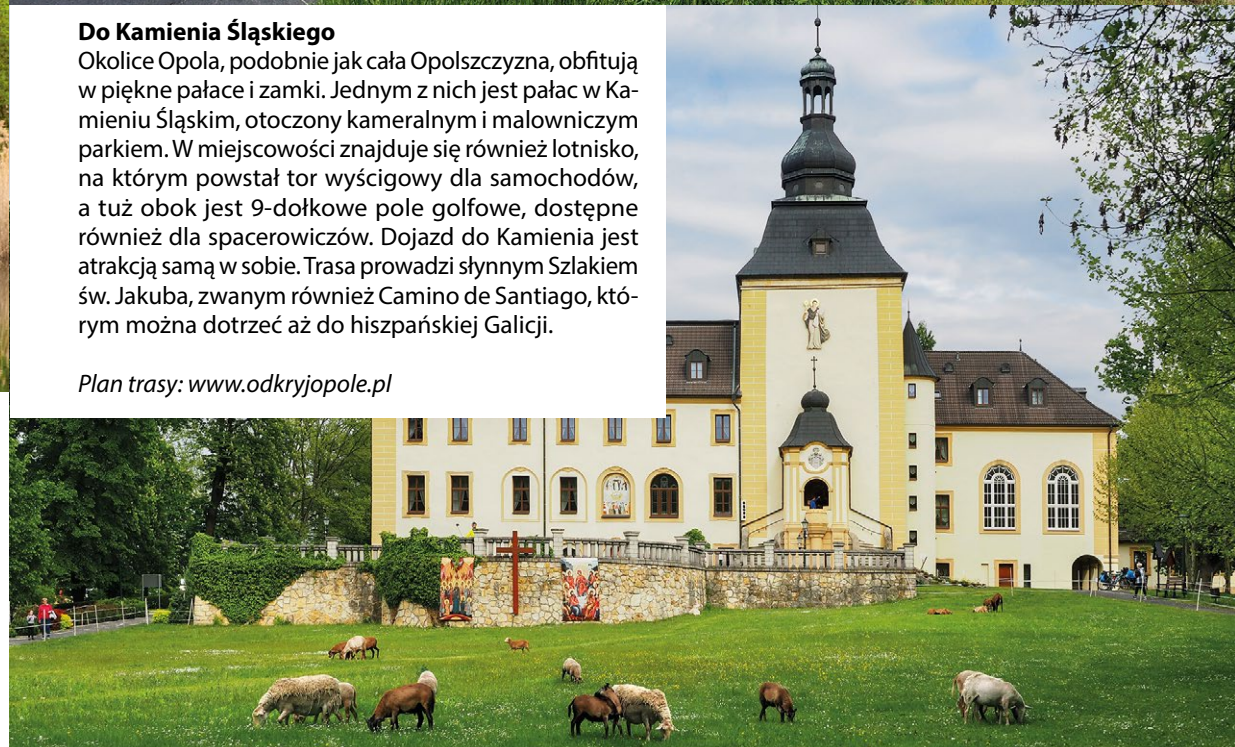 Do Kamienia Śląskiego
Okolice Opola, podobnie jak cała Opolszczyzna, obfitują
w piękne pałace i zamki. Jednym z nich jest pałac w Ka-
mieniu Śląskim, otoczony kameralnym i malowniczym
parkiem. W miejscowości znajduje się również lotnisko,
na którym powstał tor wyścigowy dla samochodów,
a tuż obok jest 9-dołkowe pole golfowe, dostępne
również dla spacerowiczów. Dojazd do Kamienia jest
atrakcją samą w sobie. Trasa prowadzi słynnym Szlakiem
św. Jakuba, zwanym również Camino de Santiago, któ-
rym można dotrzeć aż do hiszpańskiej Galicji.
Plan trasy: www.odkryjopole.pl